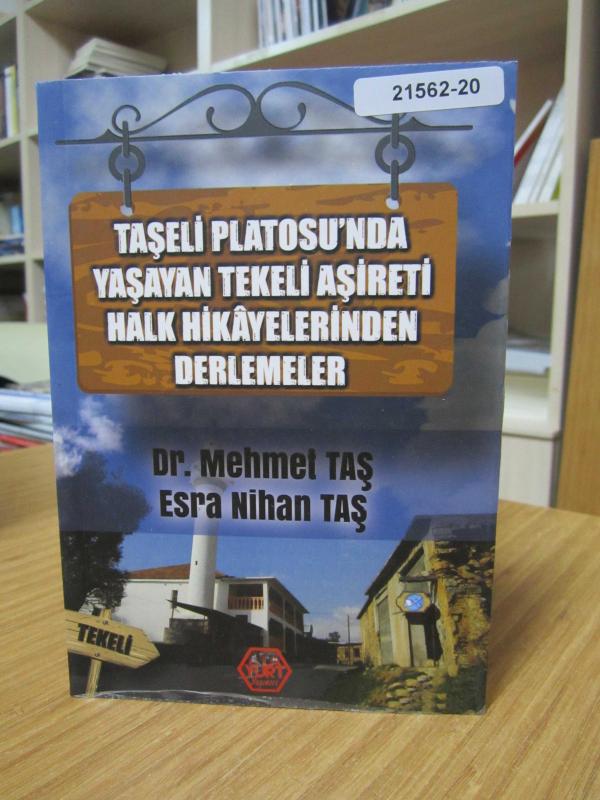 21562-20
TAŞELİ PLATOSU'NDA
YAŞAYAN TEKELİ AŞİRETİ
HALK HİKÂYELERİNDEN
DERLEMELER
Dr. Mehmet TAŞ
Esra Nihan TAŞ
TEKELİ
YURT